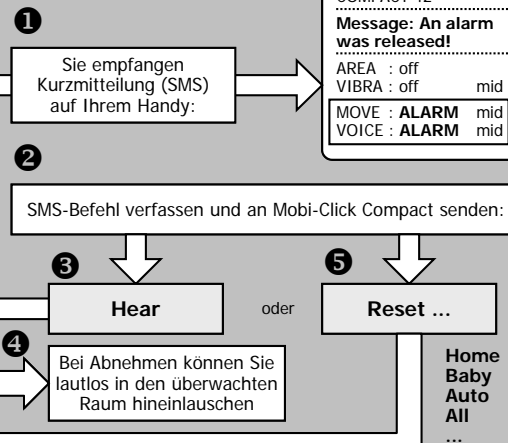 ❶
Sie empfangen
Kurzmitteilung (SMS)
auf Ihrem Handy:
Message: An alarm
was released!
AREA : off
VIBRA : off mid
MOVE : ALARM mid
VOICE : ALARM mid
❷
SMS-Befehl verfassen und an Mobi-Click Compact senden:
❸
Hear
oder
❺
Reset ...
❹
Bei Abnehmen können Sie
lautlos in den überwachten
Raum hineinlauschen
Home
Baby
Auto
All
...